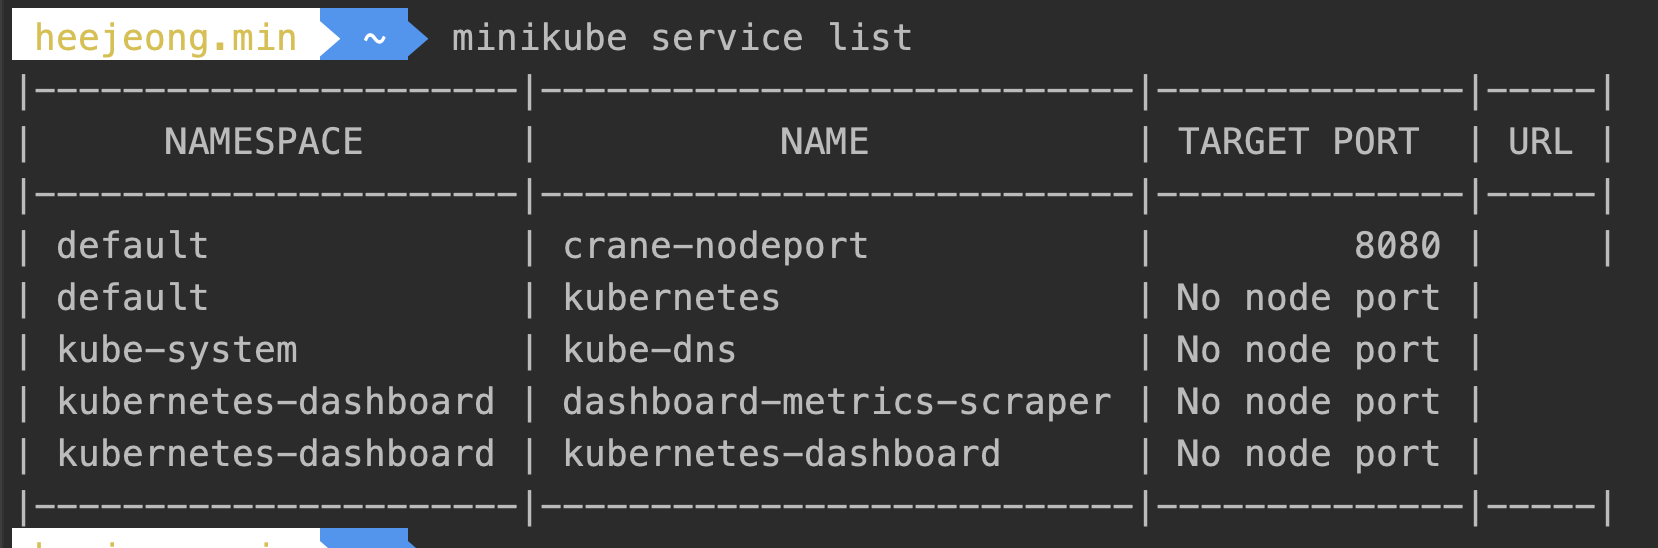 heejeong.min ~ minikube service list
|----------------------|---------------------------|--------------|-----|
| NAMESPACE | NAME | TARGET PORT | URL |
|----------------------|---------------------------|--------------|-----|
| default | crane-nodeport | 8080 | |
| default | kubernetes | No node port |
| kube-system | kube-dns | No node port |
| kubernetes-dashboard | dashboard-metrics-scraper | No node port |
| kubernetes-dashboard | kubernetes-dashboard | No node port |
|----------------------|---------------------------|--------------|-----|